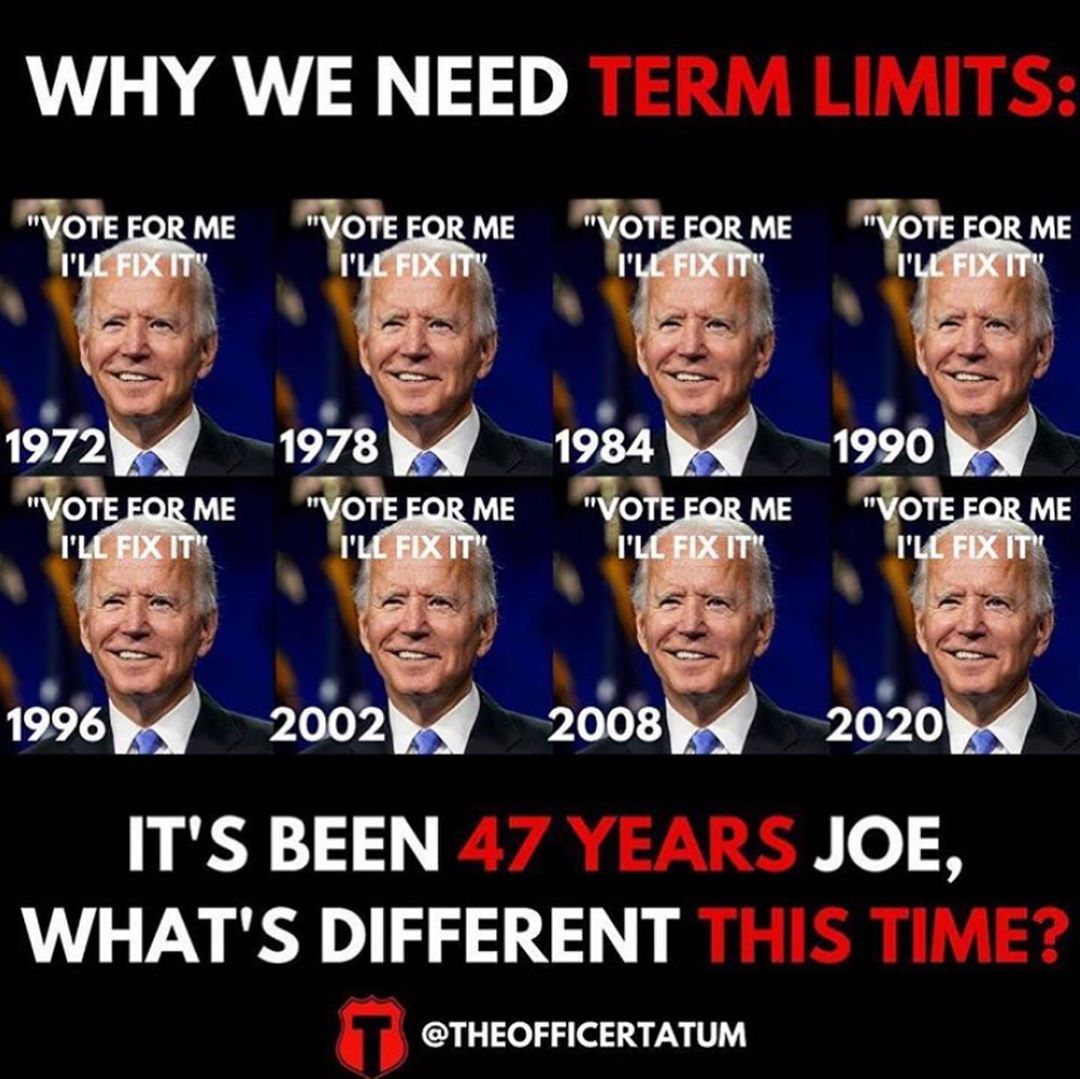 WHY WE NEED TERM LIMITS:
"VOTE FOR ME
I'LL FIX IT"
1972
"VOTE FOR ME
I'LL FIX IT"
1978
"VOTE FOR ME
I'LL FIX IT"
1984
"VOTE FOR ME
I'LL FIX IT"
1990
"VOTE FOR ME
I'LL FIX IT"
1996
"VOTE FOR ME
I'LL FIX IT"
2002
"VOTE FOR ME
I'LL FIX IT"
2008
"VOTE FOR ME
I'LL FIX IT"
2020
IT'S BEEN 47 YEARS JOE,
WHAT'S DIFFERENT THIS TIME?
T @THEOFFICERTATUM